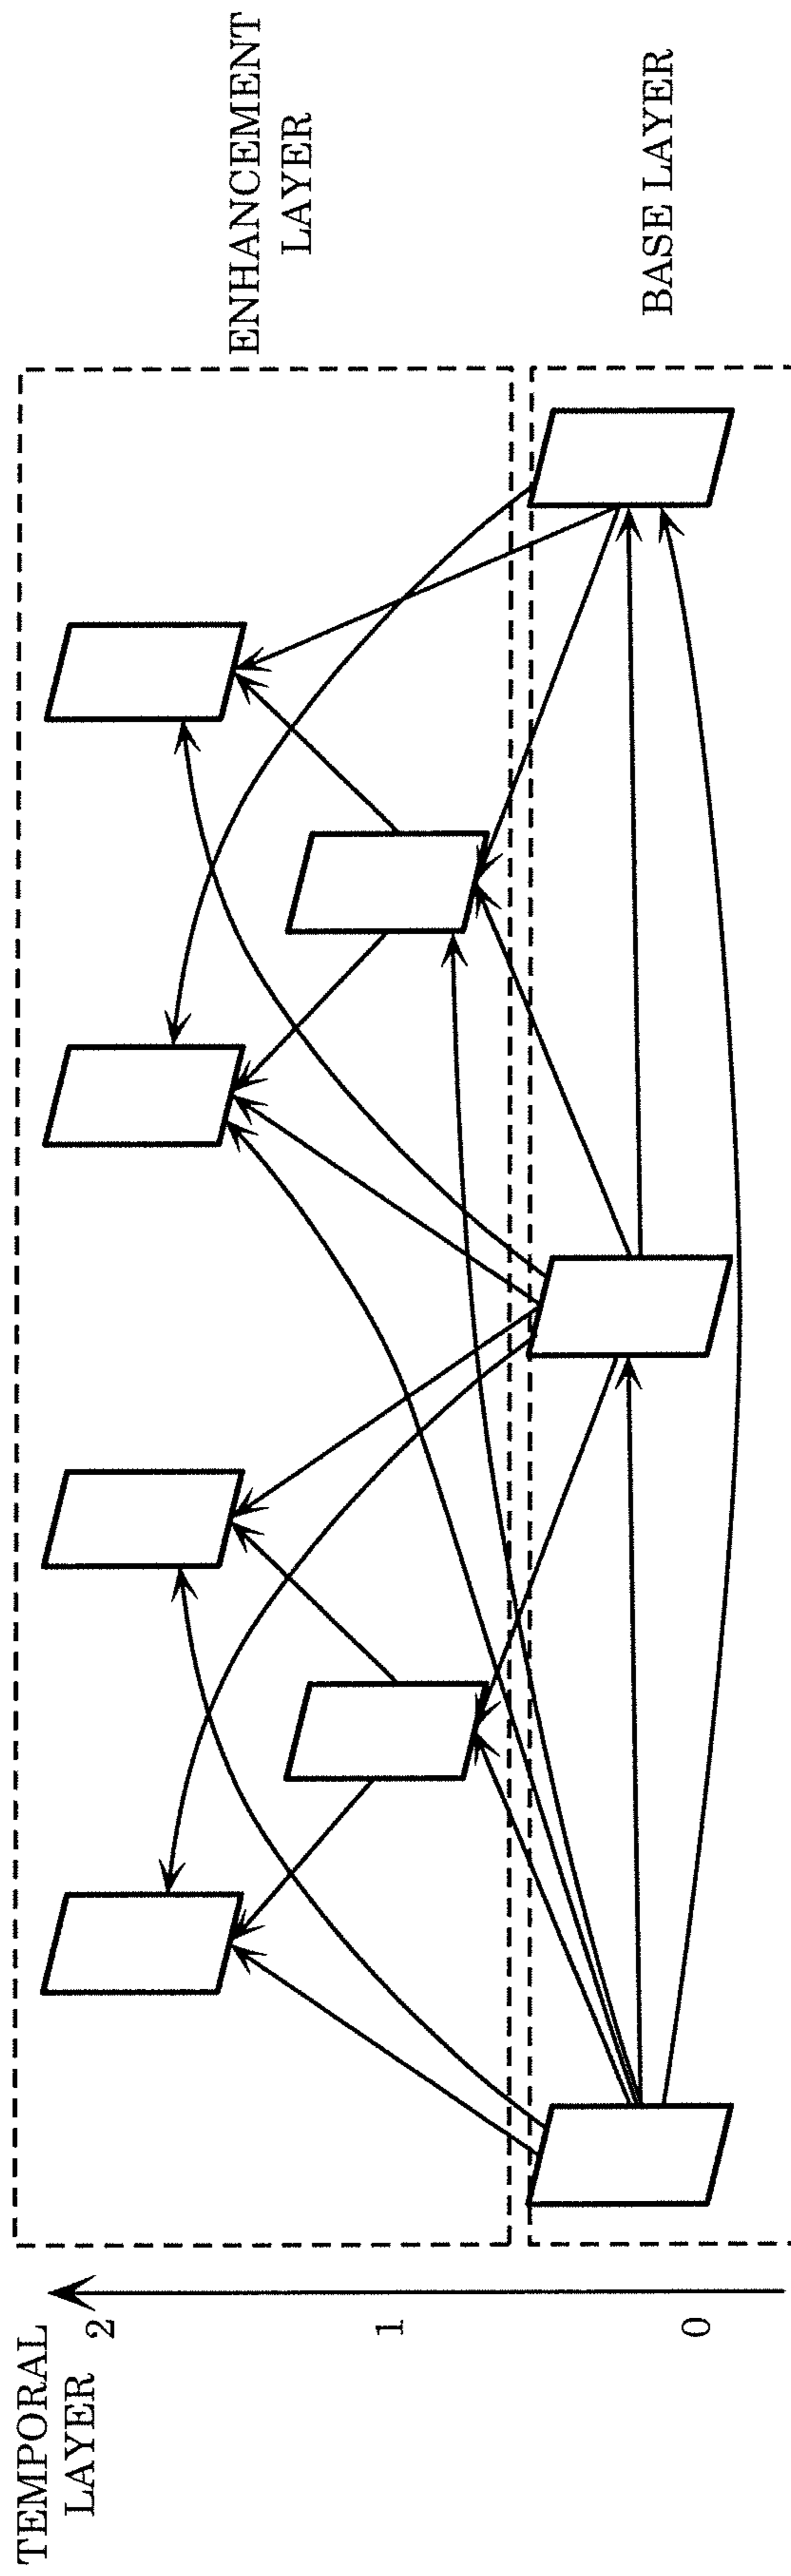 TEMPORAL
LAYER
2
1
0
ENHANCEMENT
LAYER
BASE LAYER